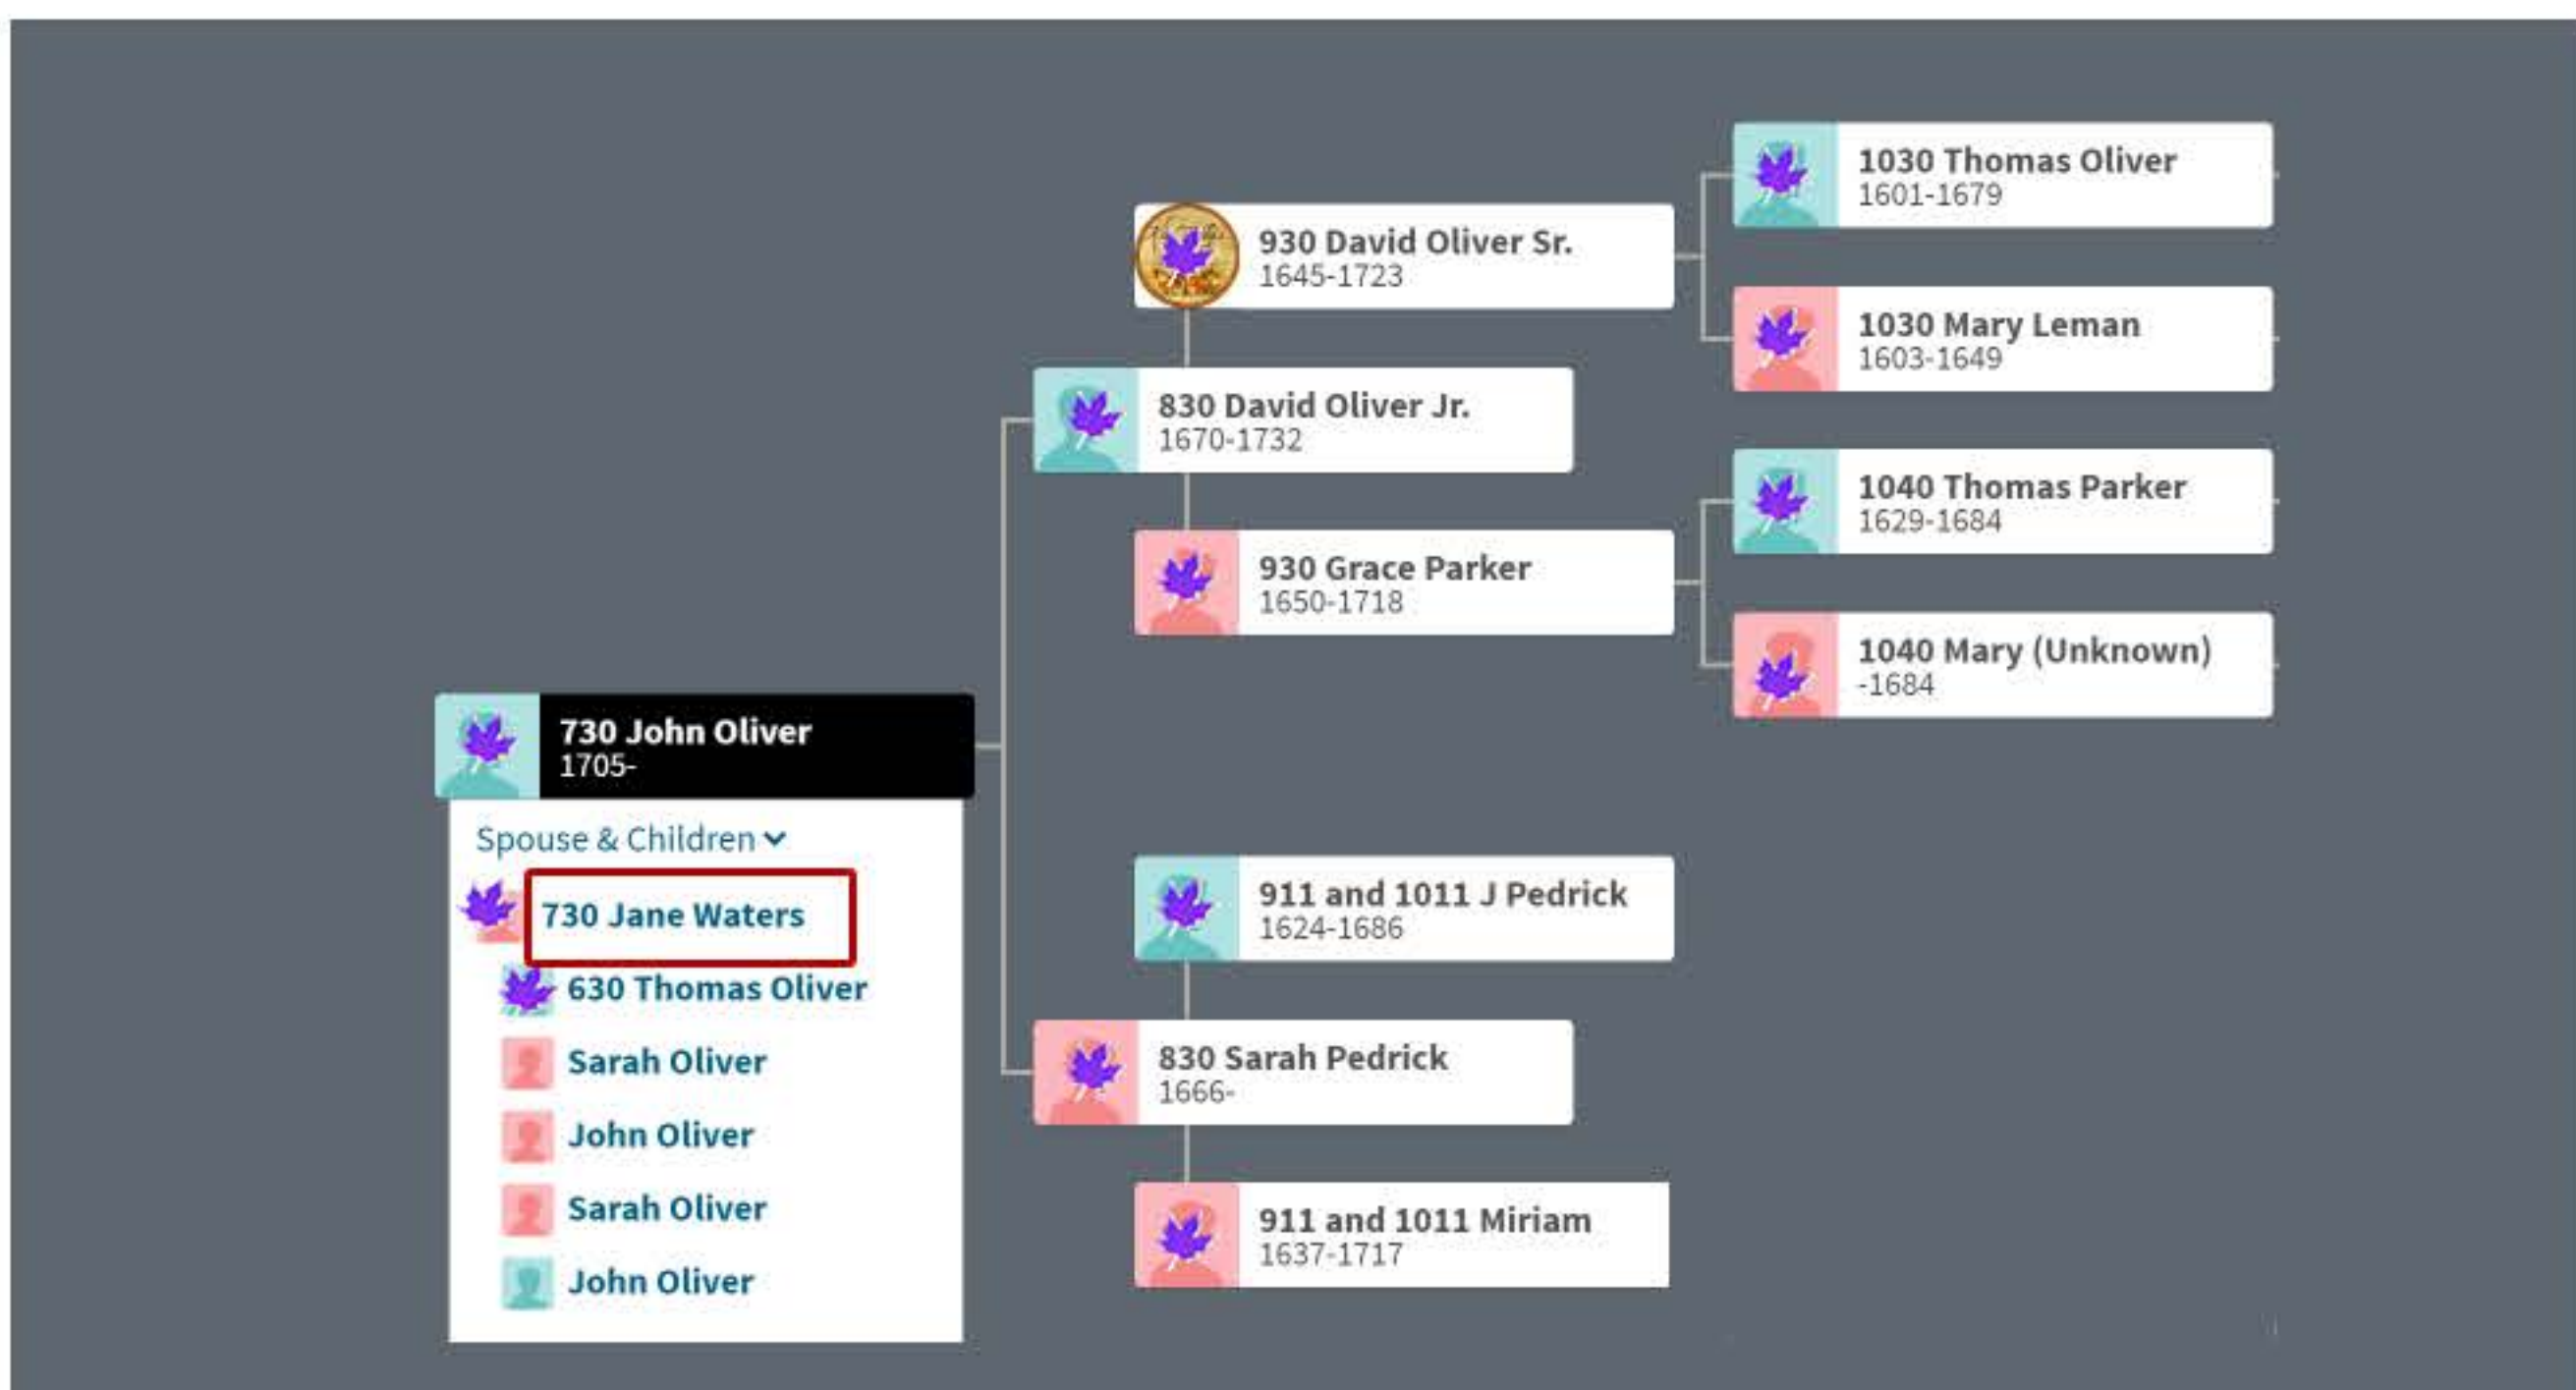 1030 Thomas Oliver
1601-1679
930 David Oliver Sr.
1645-1723
1030 Mary Leman
1603-1649
830 David Oliver Jr.
1670-1732
1040 Thomas Parker
1629-1684
930 Grace Parker
1650-1718
1040 Mary (Unknown)
-1684
730 John Oliver
1705-
Spouse & Children
730 Jane Waters
630 Thomas Oliver
Sarah Oliver
John Oliver
Sarah Oliver
John Oliver
911 and 1011 J Pedrick
1624-1686
830 Sarah Pedrick
1666-
911 and 1011 Miriam
1637-1717